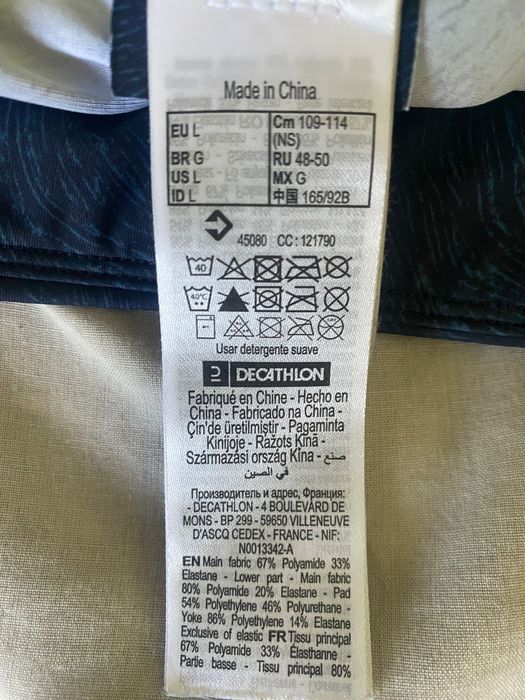 Made in China
EU L
BR G
US L
ID L
Cm 109-114
(NS)
RU 48-50
MX G
中国 165/92B
45080 CC : 121790
40
40°C
Usar detergente suave
DECATHLON
Fabriqué en Chine - Hecho en
China - Fabricado na China -
Çin'de üretilmiştir - Pagaminta
Kinijoje - Ražots Ķīnā -
Származási ország Kína - صنع
في الصين
Производитель и адрес, Франция:
- DECATHLON - 4 BOULEVARD DE
MONS - BP 299 - 59650 VILLENEUVE
D'ASCQ CEDEX - FRANCE - NIF:
N0013342-A
EN Main fabric 67% Polyamide 33%
Elastane - Lower part - Main fabric
80% Polyamide 20% Elastane - Pad
54% Polyethylene 46% Polyurethane -
Yoke 86% Polyethylene 14% Elastane
Exclusive of elastic FR Tissu principal
67% Polyamide 33% Élasthanne -
Partie basse - Tissu principal 80%